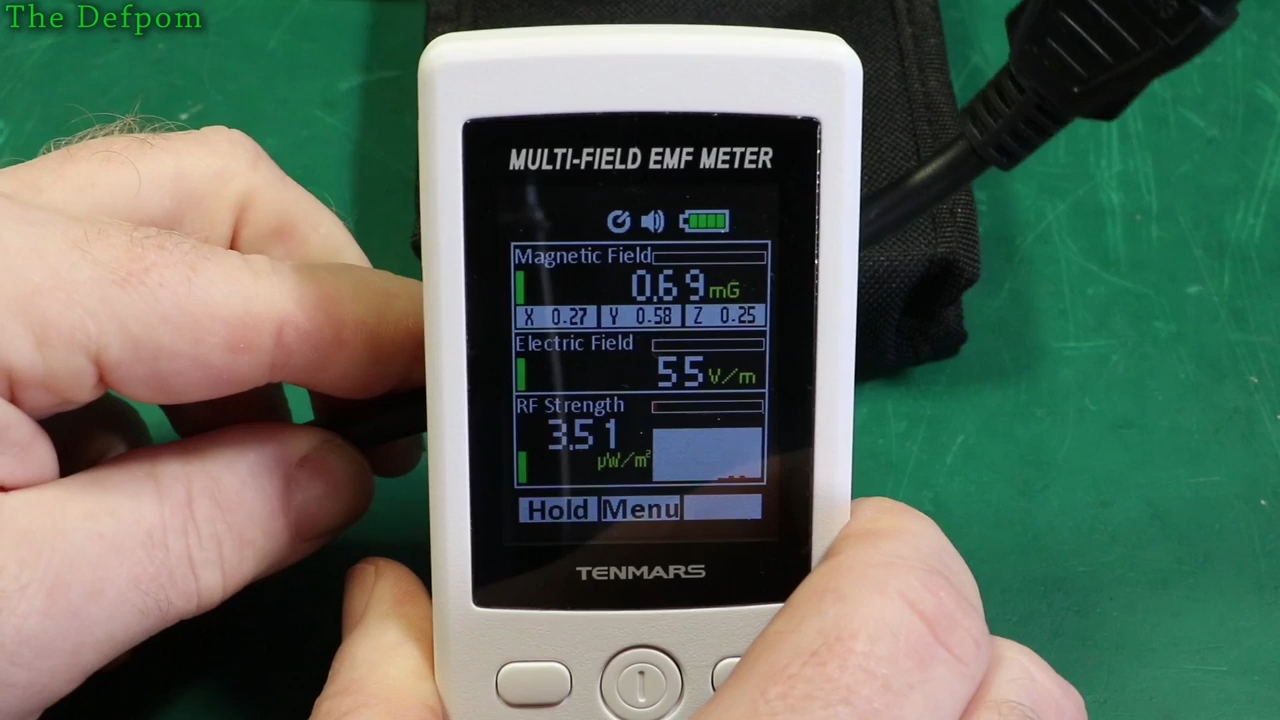 The Defpom
MULTI-FIELD EMF METER
Magnetic Field
0.69 mG
X 0.27 Y 0.58 Z 0.25
Electric Field
55 V/m
RF Strength
3.51
µW/m²
Hold Menu
TENMARS